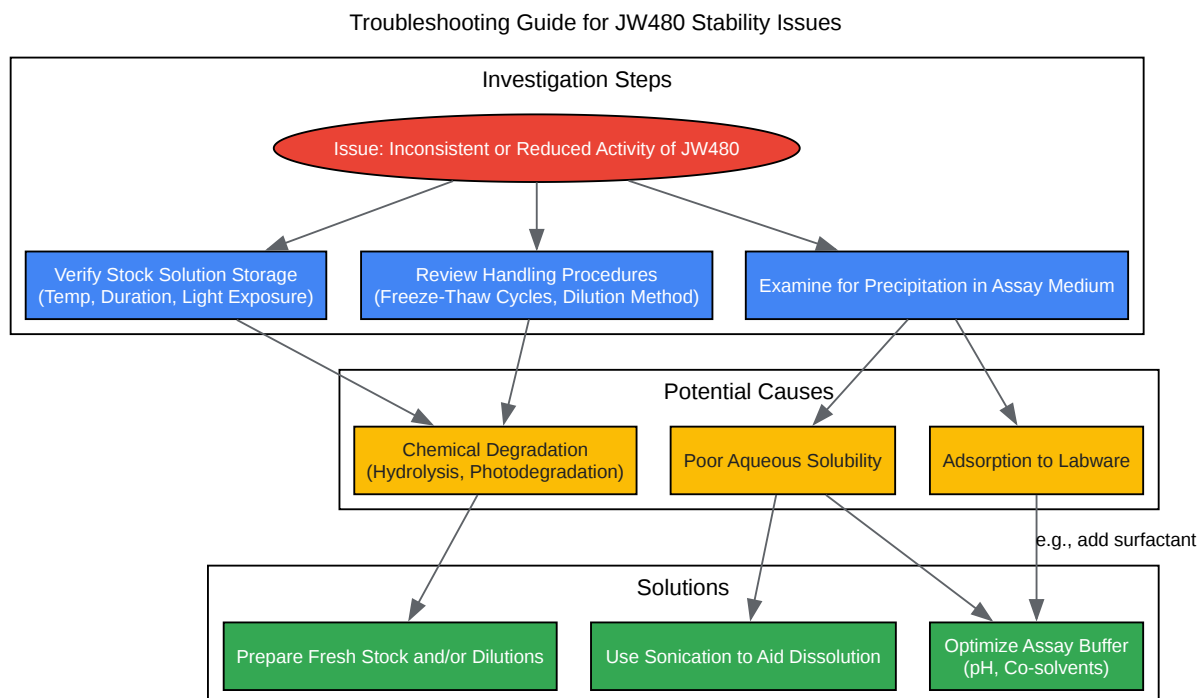 Troubleshooting Guide for JW480 Stability Issues
Investigation Steps
Issue: Inconsistent or Reduced Activity of JW480
Verify Stock Solution Storage
(Temp, Duration, Light Exposure)
Review Handling Procedures
(Freeze-Thaw Cycles, Dilution Method)
Examine for Precipitation in Assay Medium
Potential Causes
Chemical Degradation
(Hydrolysis, Photodegradation)
Poor Aqueous Solubility
Adsorption to Labware
e.g., add surfactant
Solutions
Prepare Fresh Stock and/or Dilutions
Use Sonication to Aid Dissolution
Optimize Assay Buffer
(pH, Co-solvents)